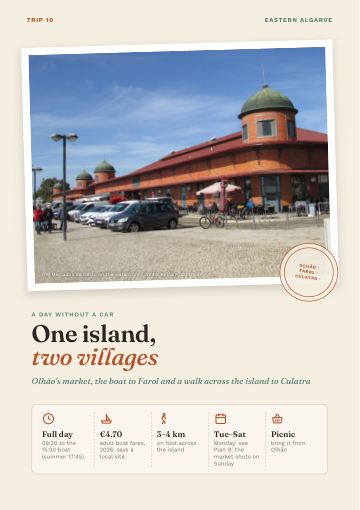 TRIP 10
EASTERN ALGARVE
OLHÃO ·
FAROL ·
CULATRA ·
A DAY WITHOUT A CAR
One island,
two villages
Olhão's market, the boat to Farol and a walk across the island to Culatra
Full day
09:30 to the
15:30 boat
(summer 17:45)
€4.70
adult boat fares,
2026, says a
local site
3–4 km
on foot across
the island
Tue–Sat
Monday: see
Plan B; the
market shuts on
Sunday
Picnic
bring it from
Olhão